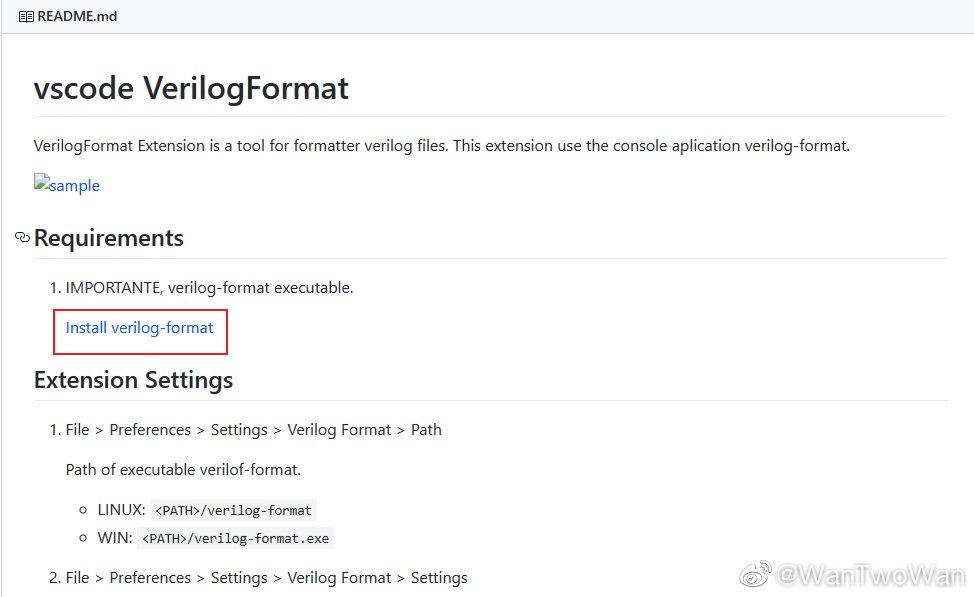 README.md
vscode VerilogFormat
VerilogFormat Extension is a tool for formatter verilog files. This extension use the console aplication verilog-format.
sample
Requirements
1. IMPORTANTE, verilog-format executable.
Install verilog-format
Extension Settings
1. File > Preferences > Settings > Verilog Format > Path
Path of executable verilof-format.
LINUX: <PATH>/verilog-format
WIN: <PATH>/verilog-format.exe
2. File > Preferences > Settings > Verilog Format > Settings
@WanTwoWan